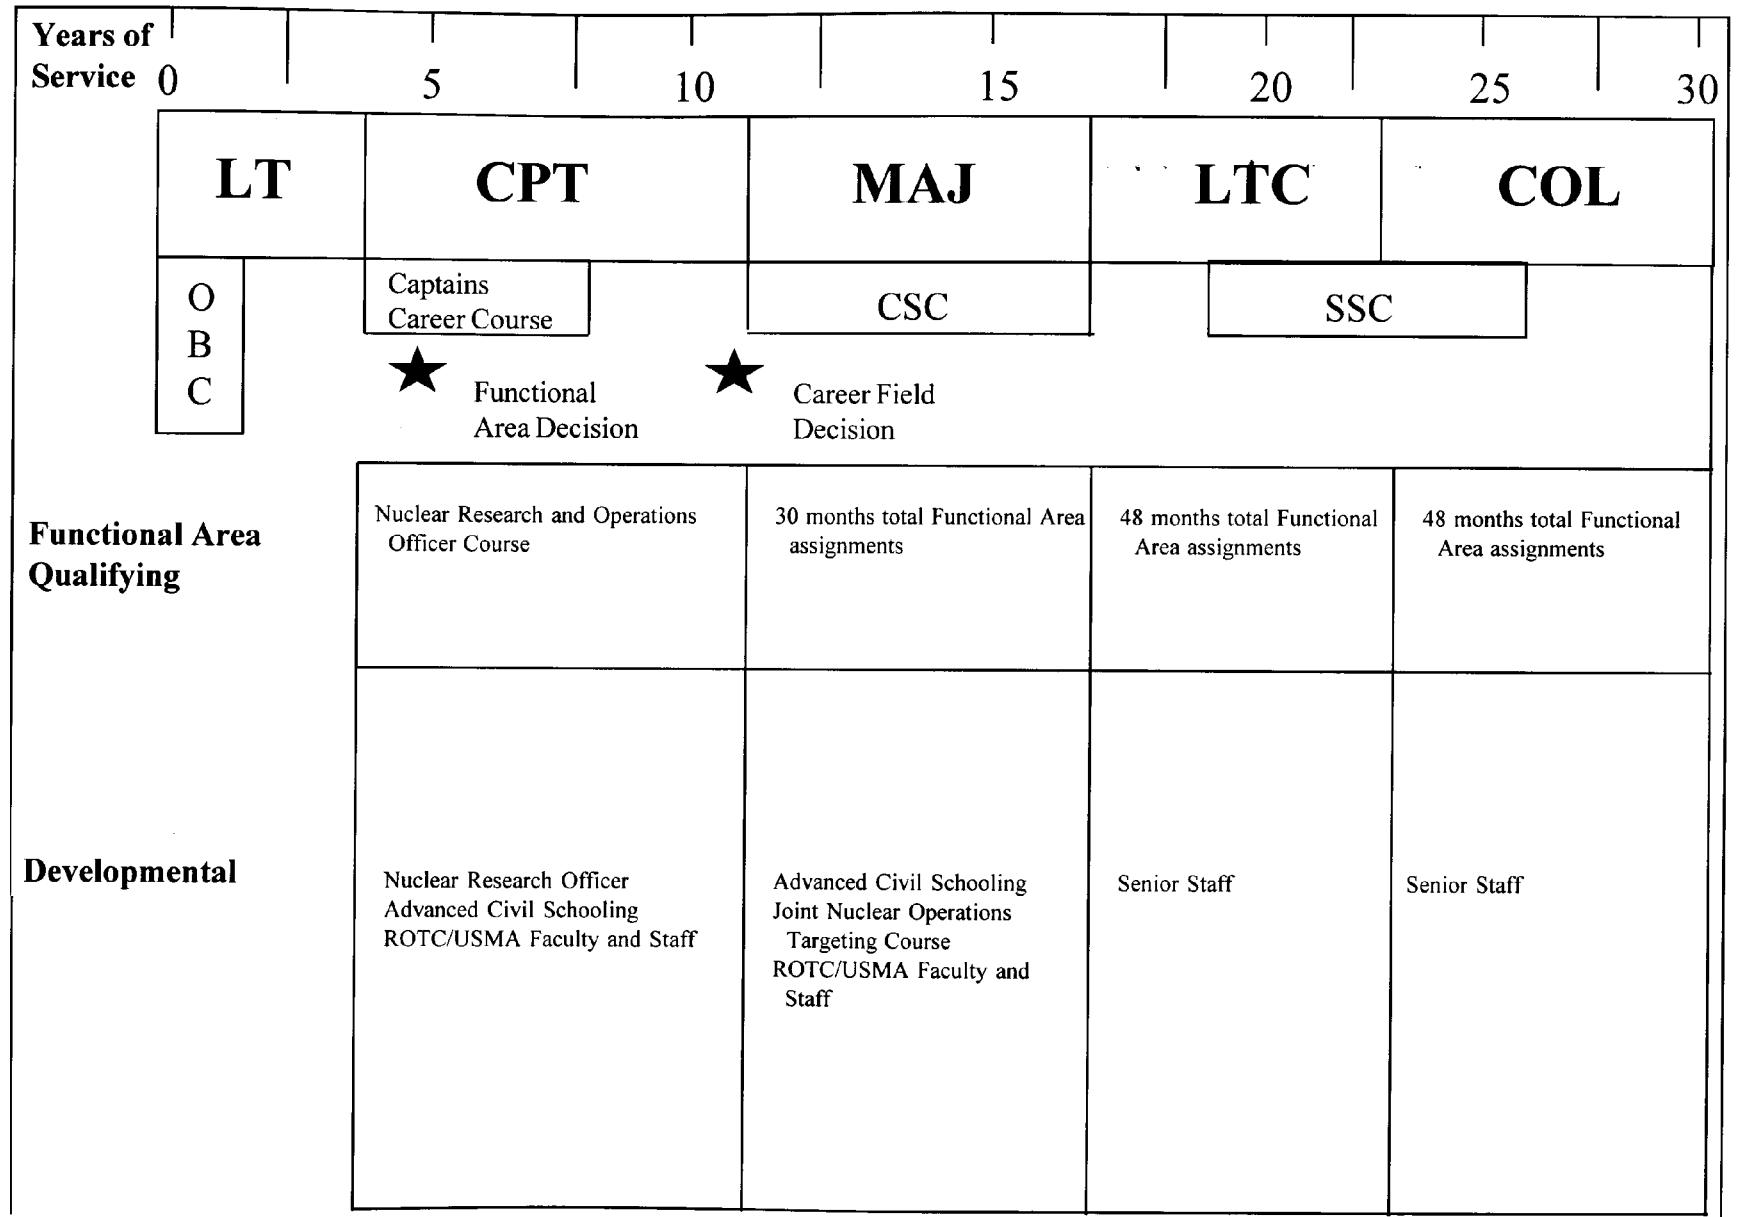 Years of
Service 0 5 10 15 20 25 30
LT CPT MAJ LTC COL
O
B
C
Captains
Career Course
CSC
SSC
Functional
Area Decision
Career Field
Decision
Functional Area
Qualifying
Nuclear Research and Operations
Officer Course
30 months total Functional Area
assignments
48 months total Functional
Area assignments
48 months total Functional
Area assignments
Developmental
Nuclear Research Officer
Advanced Civil Schooling
ROTC/USMA Faculty and Staff
Advanced Civil Schooling
Joint Nuclear Operations
Targeting Course
ROTC/USMA Faculty and
Staff
Senior Staff
Senior Staff